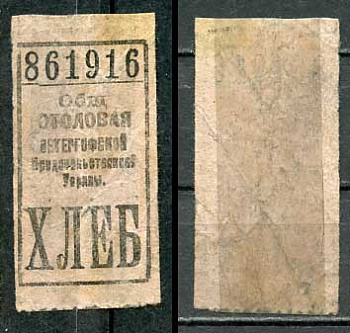 861916
Общ
СТОЛОВАЯ
ПЕТЕРГОФСКОЙ
Продовольственной
Управы.
ХЛЕБ